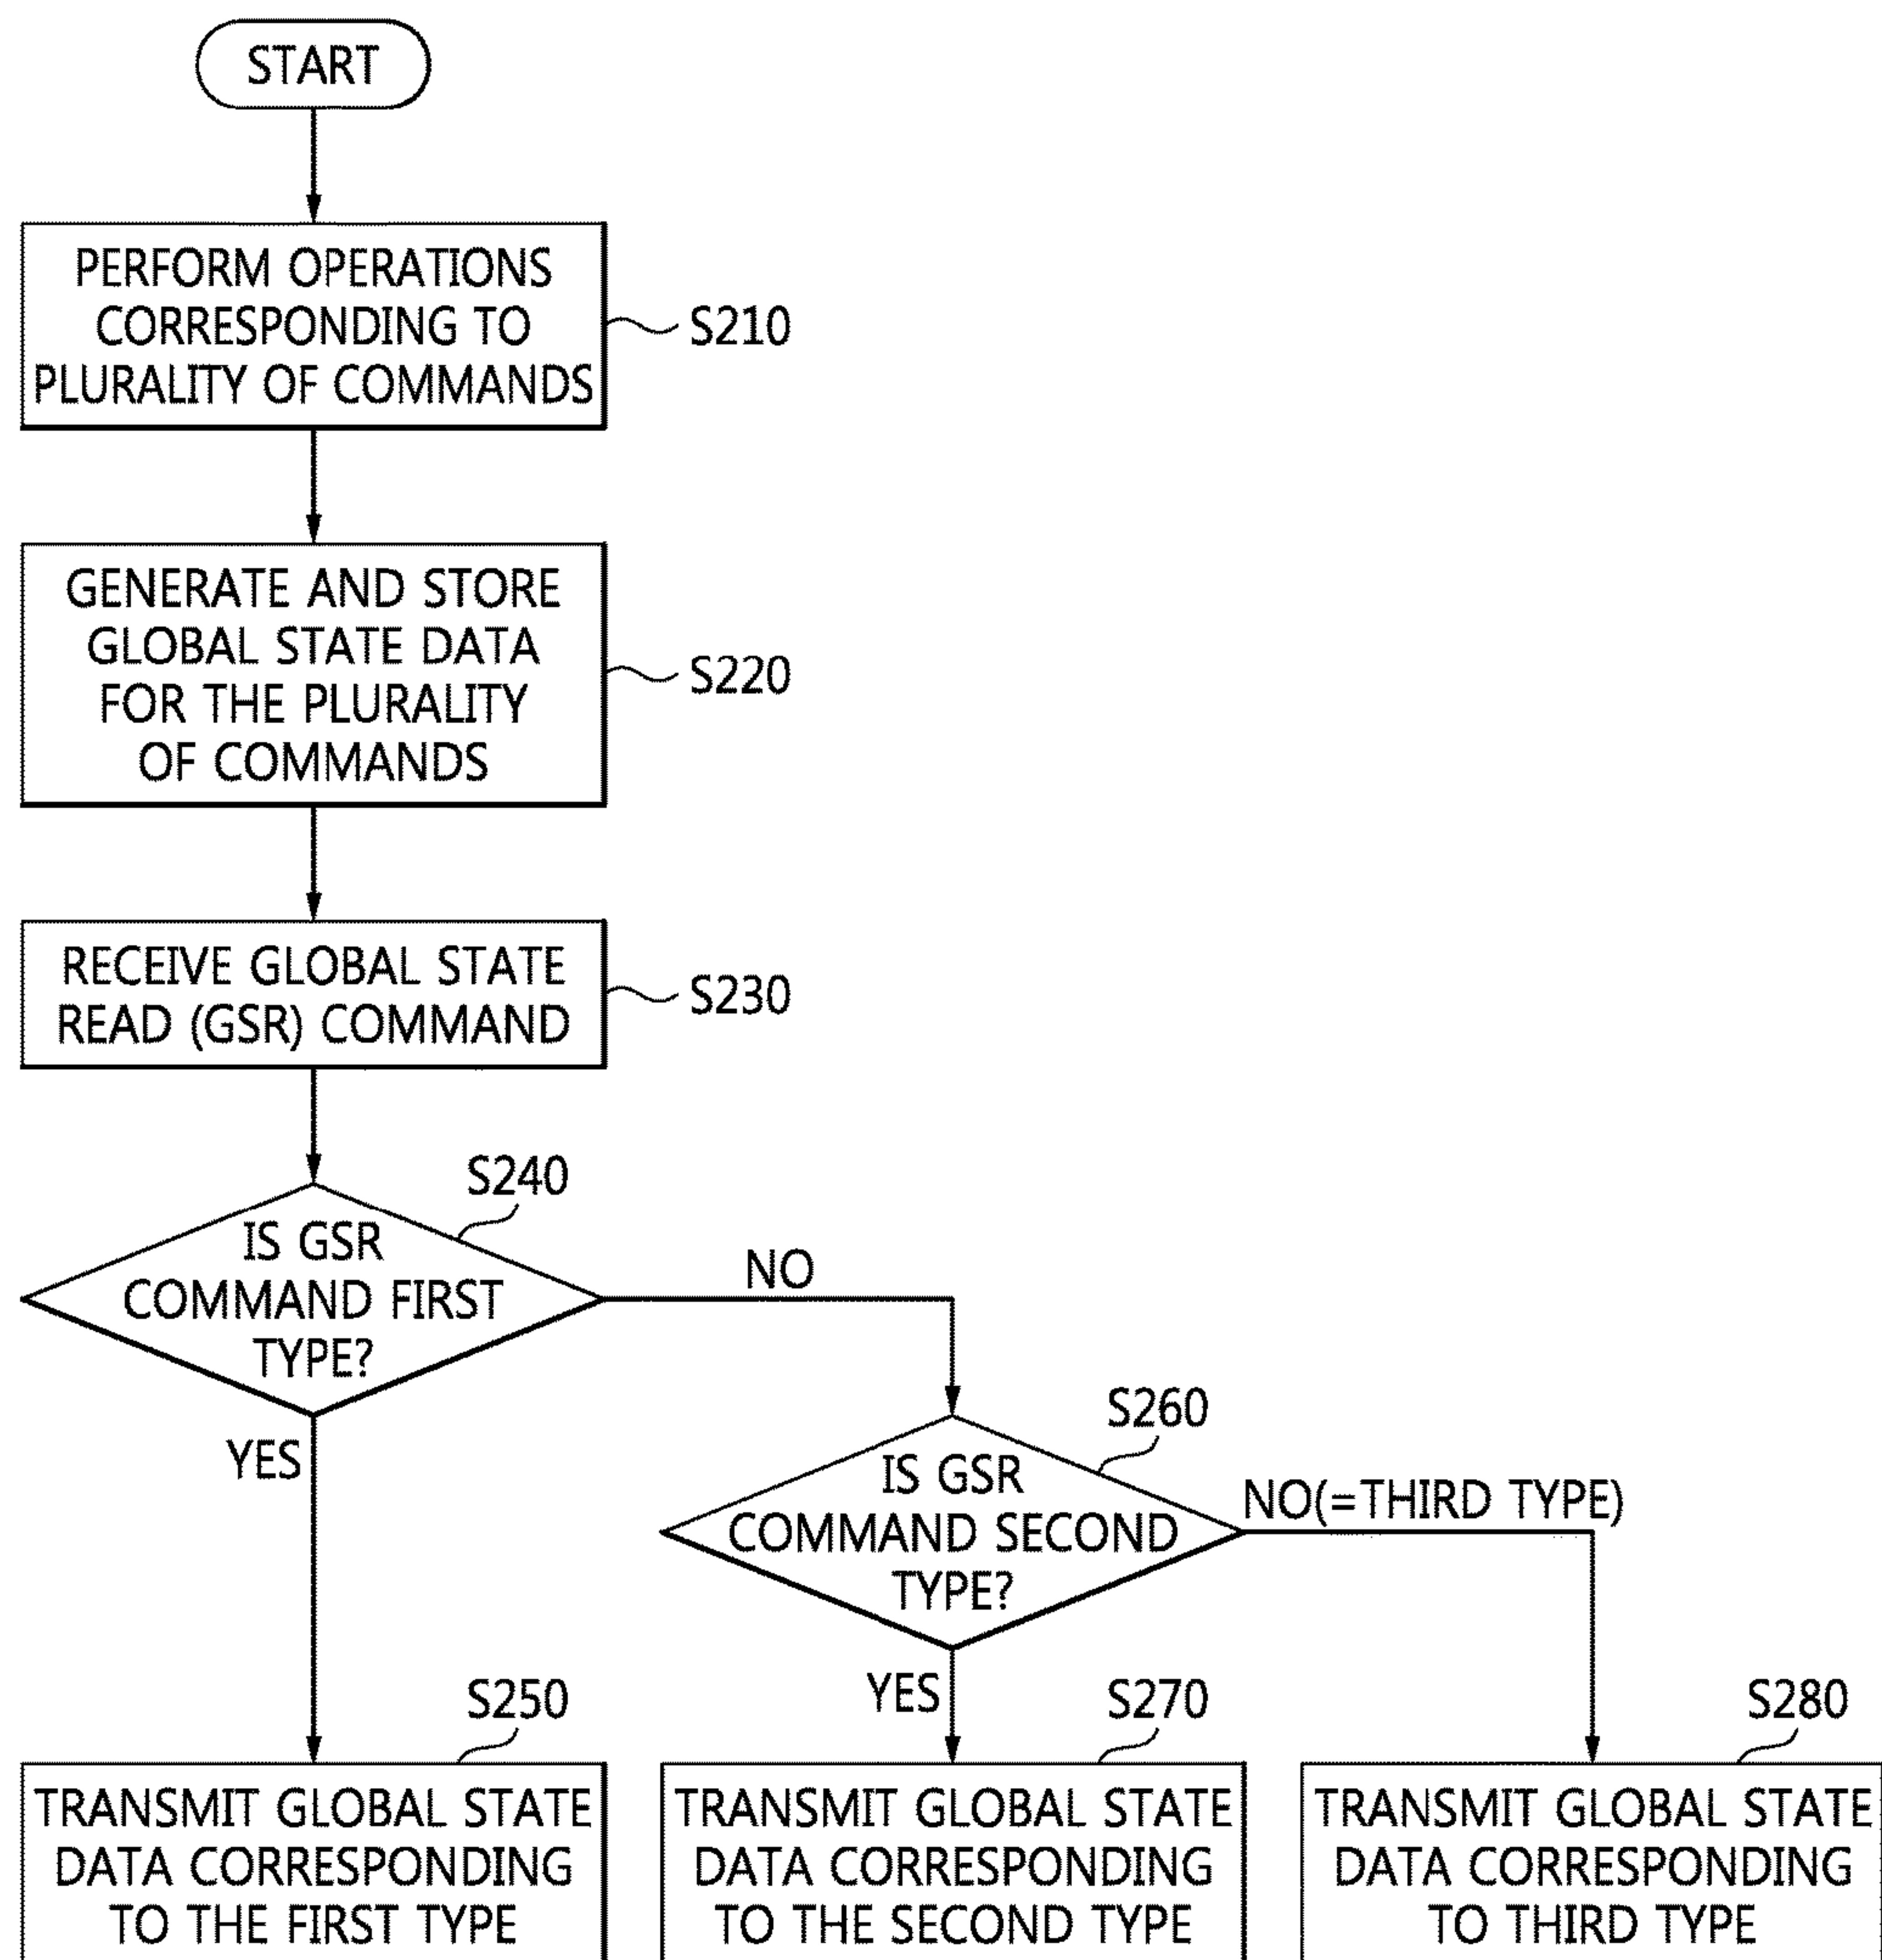 START
PERFORM OPERATIONS
CORRESPONDING TO
PLURALITY OF COMMANDS
S210
GENERATE AND STORE
GLOBAL STATE DATA
FOR THE PLURALITY
OF COMMANDS
S220
RECEIVE GLOBAL STATE
READ (GSR) COMMAND
S230
S240
IS GSR
COMMAND FIRST
TYPE?
NO
YES
S260
IS GSR
COMMAND SECOND
TYPE?
NO(=THIRD TYPE)
YES
S250
TRANSMIT GLOBAL STATE
DATA CORRESPONDING
TO THE FIRST TYPE
S270
TRANSMIT GLOBAL STATE
DATA CORRESPONDING
TO THE SECOND TYPE
S280
TRANSMIT GLOBAL STATE
DATA CORRESPONDING
TO THIRD TYPE